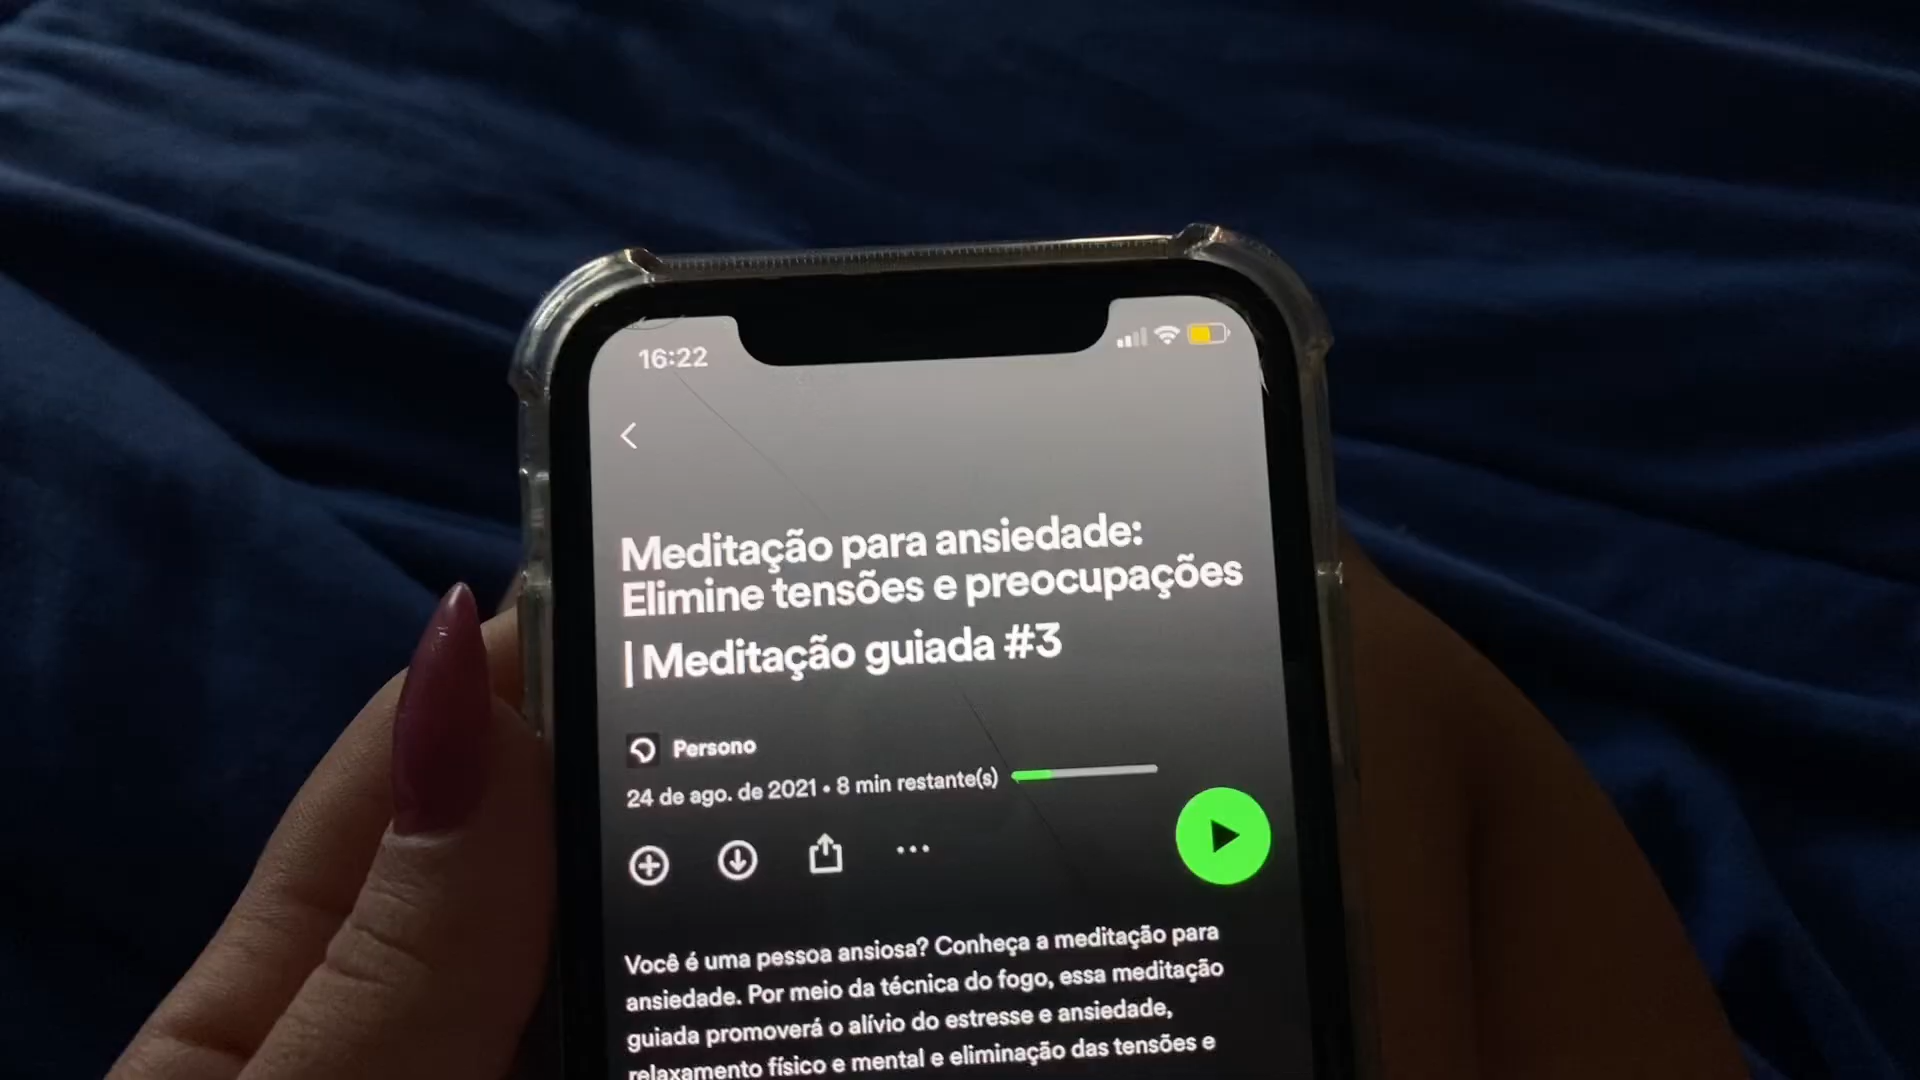 16:22
Meditação para ansiedade:
Elimine tensões e preocupações
| Meditação guiada #3
Persono
24 de ago. de 2021 • 8 min restante(s)
Você é uma pessoa ansiosa? Conheça a meditação para
ansiedade. Por meio da técnica do fogo, essa meditação
guiada promoverá o alívio do estresse e ansiedade,
relaxamento físico e mental e eliminação das tensões e